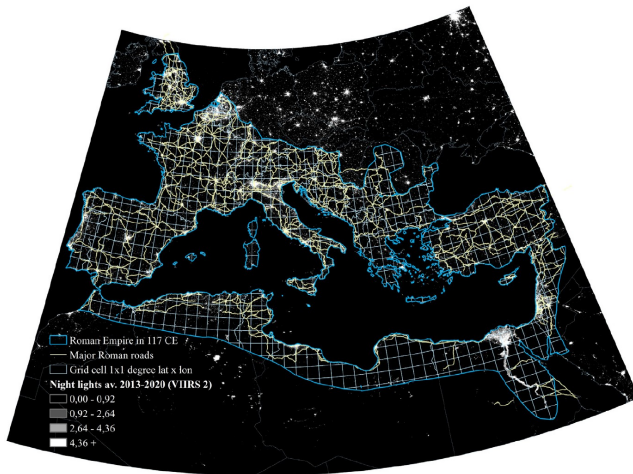 Roman Empire in 117 CE
Major Roman roads
Grid cell 1x1 degree lat x lon
Night lights av. 2013-2020 (VIIRS 2)
0,00 - 0,92
0,92 - 2,64
2,64 - 4,36
4,36 +